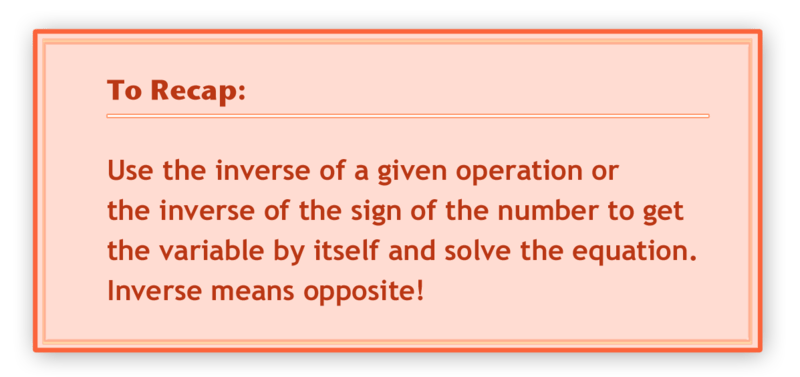 To Recap:
Use the inverse of a given operation or
the inverse of the sign of the number to get
the variable by itself and solve the equation.
Inverse means opposite!